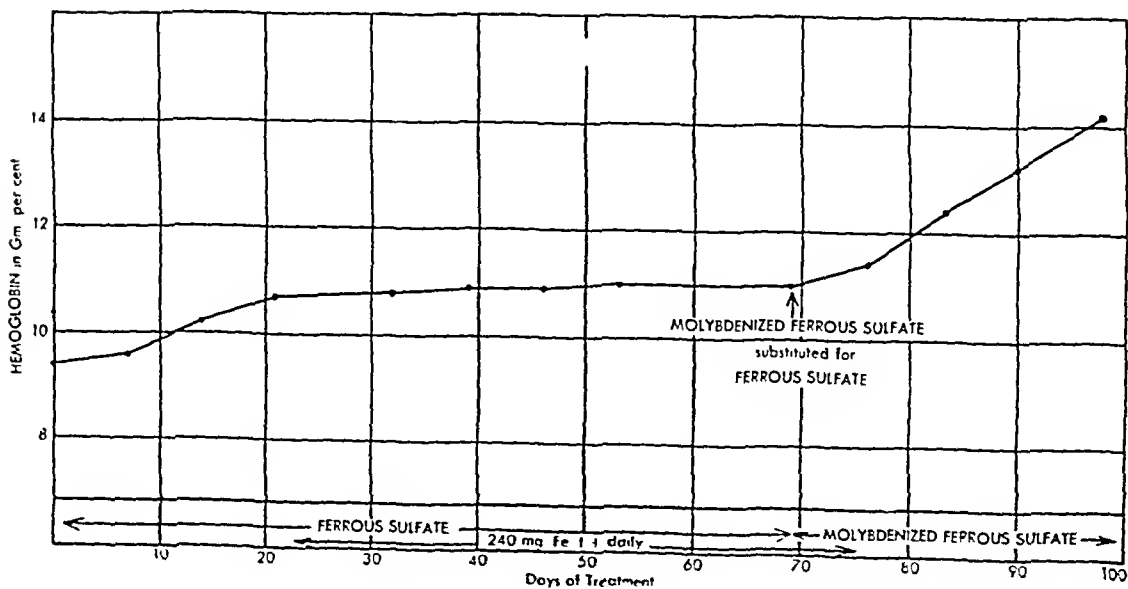 HEMOGLOBIN in Gm per cent
14
12
10
8
MOLYBDENIZED FERROUS SULFATE
substituted for
FERROUS SULFATE
FERROUS SULFATE
MOLYBDENIZED FERROUS SULFATE
240 mg Fe daily
10 20 30 40 50 60 70 80 90 100
Days of Treatment